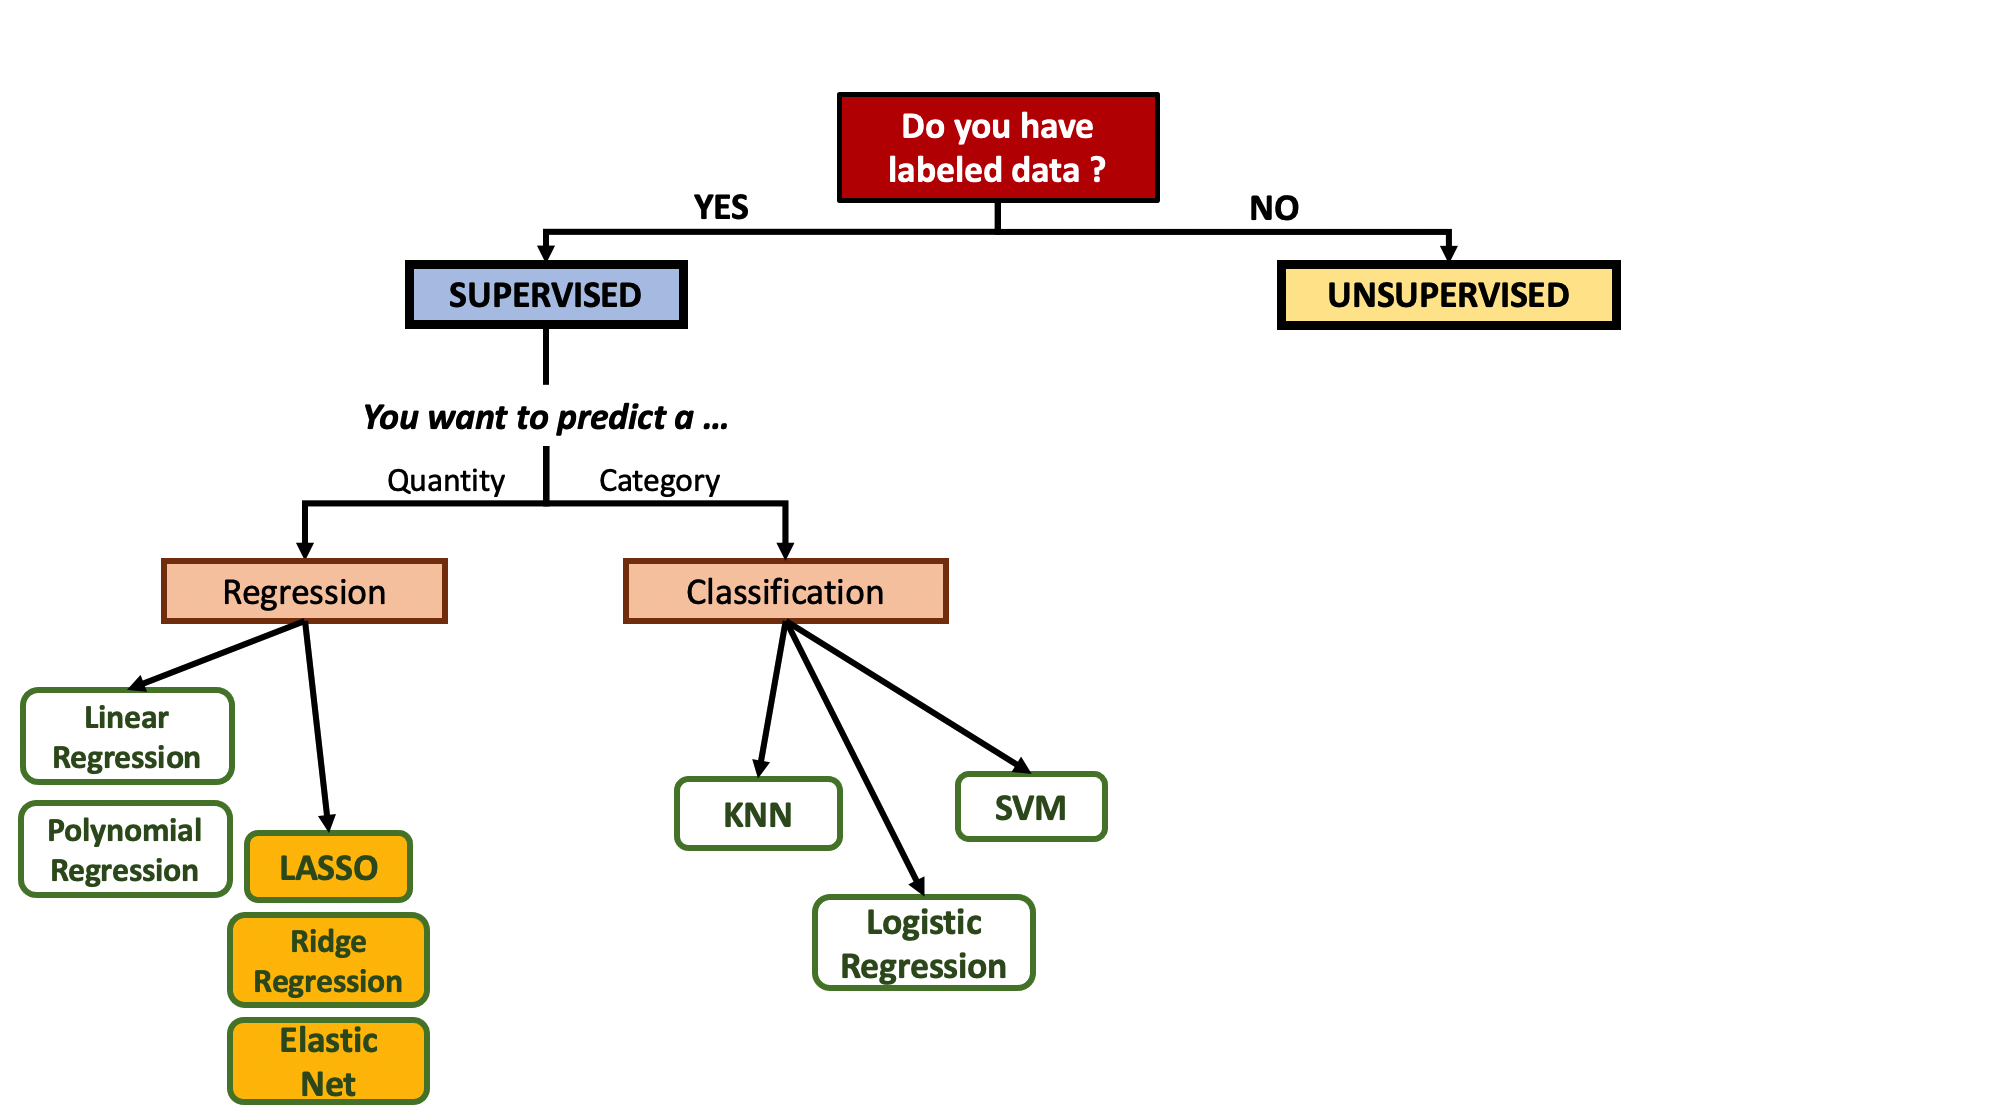 Do you have
labeled data ?
YES
NO
SUPERVISED
UNSUPERVISED
You want to predict a ...
Quantity
Category
Regression
Classification
Linear
Regression
Polynomial
Regression
LASSO
Ridge
Regression
Elastic
Net
KNN
SVM
Logistic
Regression